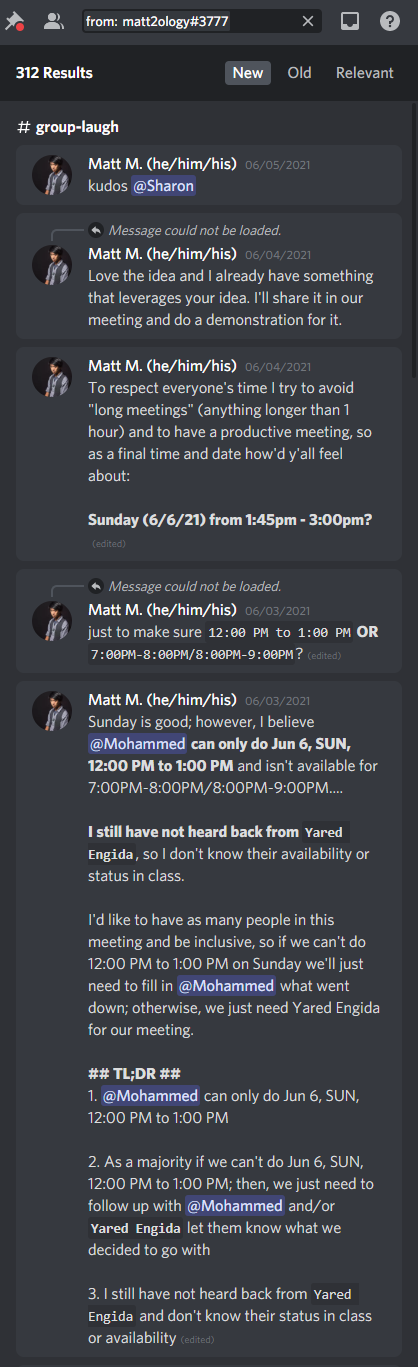 from: matt2ology#3777
312 Results
New Old Relevant
# group-laugh
Matt M. (he/him/his) 06/05/2021
kudos @Sharon
Message could not be loaded.
Matt M. (he/him/his) 06/04/2021
Love the idea and I already have something
that leverages your idea. I'll share it in our
meeting and do a demonstration for it.
Matt M. (he/him/his) 06/04/2021
To respect everyone's time I try to avoid
"long meetings" (anything longer than 1
hour) and to have a productive meeting, so
as a final time and date how'd y'all feel
about:
Sunday (6/6/21) from 1:45pm - 3:00pm?
(edited)
Message could not be loaded.
Matt M. (he/him/his) 06/03/2021
just to make sure 12:00 PM to 1:00 PM OR
7:00PM-8:00PM/8:00PM-9:00PM? (edited)
Matt M. (he/him/his) 06/03/2021
Sunday is good; however, I believe
@Mohammed can only do Jun 6, SUN,
12:00 PM to 1:00 PM and isn't available for
7:00PM-8:00PM/8:00PM-9:00PM....
I still have not heard back from Yared
Engida, so I don't know their availability or
status in class.
I'd like to have as many people in this
meeting and be inclusive, so if we can't do
12:00 PM to 1:00 PM on Sunday we'll just
need to fill in @Mohammed what went
down; otherwise, we just need Yared Engida
for our meeting.
## TL;DR ##
1. @Mohammed can only do Jun 6, SUN,
12:00 PM to 1:00 PM
2. As a majority if we can't do Jun 6, SUN,
12:00 PM to 1:00 PM; then, we just need to
follow up with @Mohammed and/or
Yared Engida let them know what we
decided to go with
3. I still have not heard back from Yared
Engida and don't know their status in class
or availability (edited)